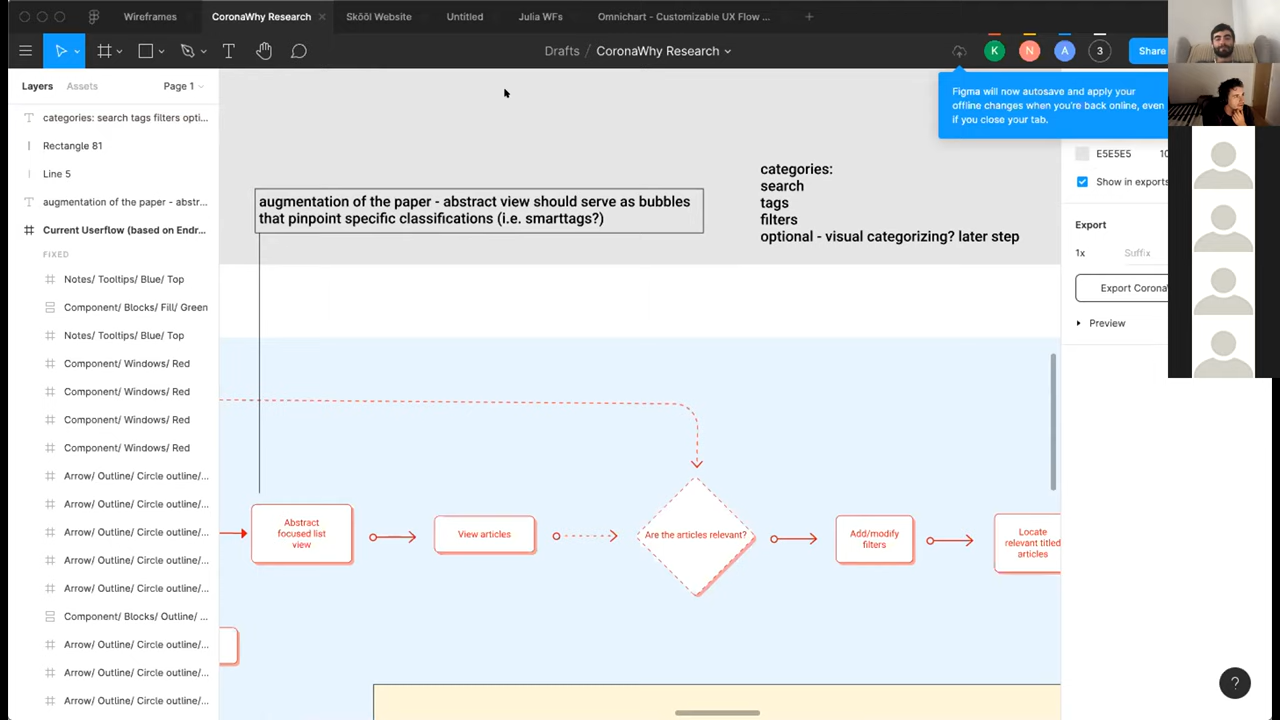 Wireframes
CoronaWhy Research
Sköōl Website
Untitled
Julia WFs
Omnichart - Customizable UX Flow ...
Drafts / CoronaWhy Research
K
N
A
3
Share
Layers
Assets
Page 1
Figma will now autosave and apply your
offline changes when you're back online, even
if you close your tab.
categories: search tags filters opti...
Rectangle 81
Line 5
augmentation of the paper - abstr...
Current Userflow (based on Endr...
FIXED
Notes/ Tooltips/ Blue/ Top
Component/ Blocks/ Fill/ Green
Notes/ Tooltips/ Blue/ Top
Component/ Windows/ Red
Component/ Windows/ Red
Component/ Windows/ Red
Component/ Windows/ Red
Arrow/ Outline/ Circle outline/...
Arrow/ Outline/ Circle outline/...
Arrow/ Outline/ Circle outline/...
Arrow/ Outline/ Circle outline/...
Arrow/ Outline/ Circle outline/...
Component/ Blocks/ Outline/ ...
Arrow/ Outline/ Circle outline/...
Arrow/ Outline/ Circle outline/...
Arrow/ Outline/ Circle outline/...
augmentation of the paper - abstract view should serve as bubbles
that pinpoint specific classifications (i.e. smarttags?)
categories:
search
tags
filters
optional - visual categorizing? later step
Abstract
focused list
view
View articles
Are the articles relevant?
Add/modify
filters
Locate
relevant titled
articles
E5E5E5
10
Show in exports
Export
1x
Suffix
Export Corona
Preview
?